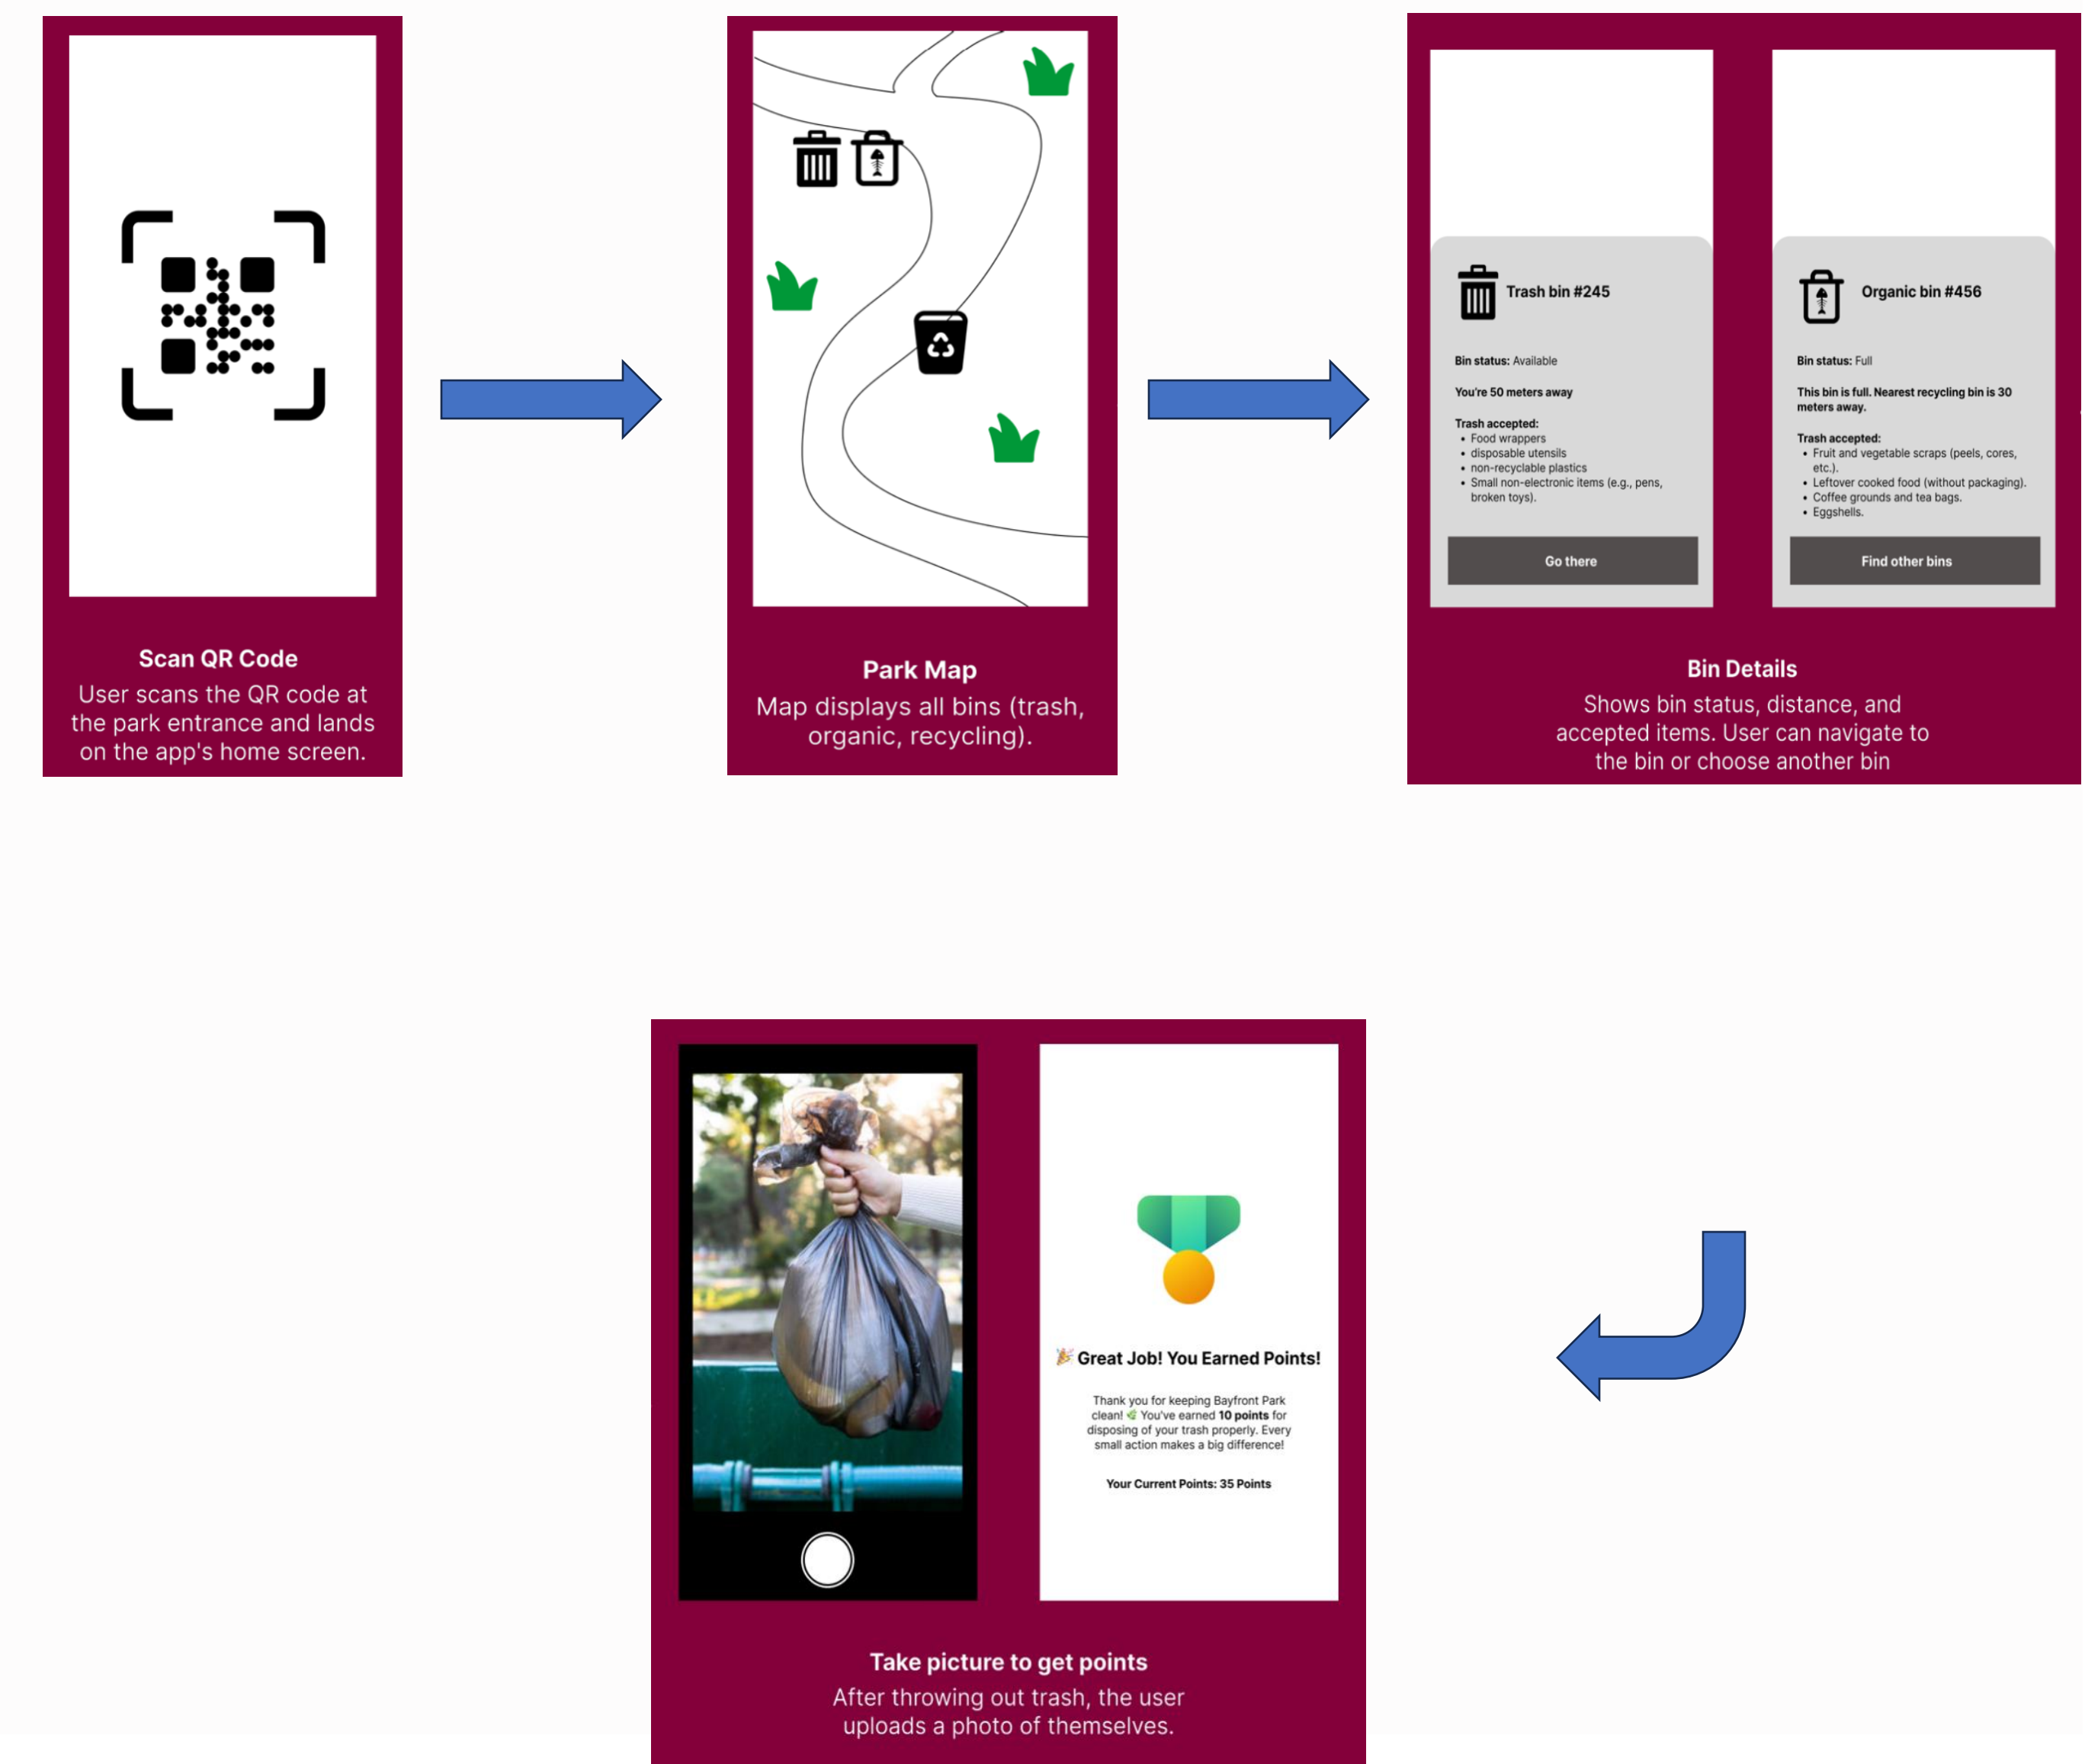 Scan QR Code
User scans the QR code at
the park entrance and lands
on the app's home screen.
Park Map
Map displays all bins (trash,
organic, recycling).
Trash bin #245
Bin status: Available
You're 50 meters away
Trash accepted:
• Food wrappers
• disposable utensils
• non-recyclable plastics
• Small non-electronic items (e.g., pens,
broken toys).
Go there
Organic bin #456
Bin status: Full
This bin is full. Nearest recycling bin is 30
meters away.
Trash accepted:
• Fruit and vegetable scraps (peels, cores,
etc.).
• Leftover cooked food (without packaging).
• Coffee grounds and tea bags.
• Eggshells.
Find other bins
Bin Details
Shows bin status, distance, and
accepted items. User can navigate to
the bin or choose another bin
🎉 Great Job! You Earned Points!
Thank you for keeping Bayfront Park
clean! 🌿 You've earned 10 points for
disposing of your trash properly. Every
small action makes a big difference!
Your Current Points: 35 Points
Take picture to get points
After throwing out trash, the user
uploads a photo of themselves.